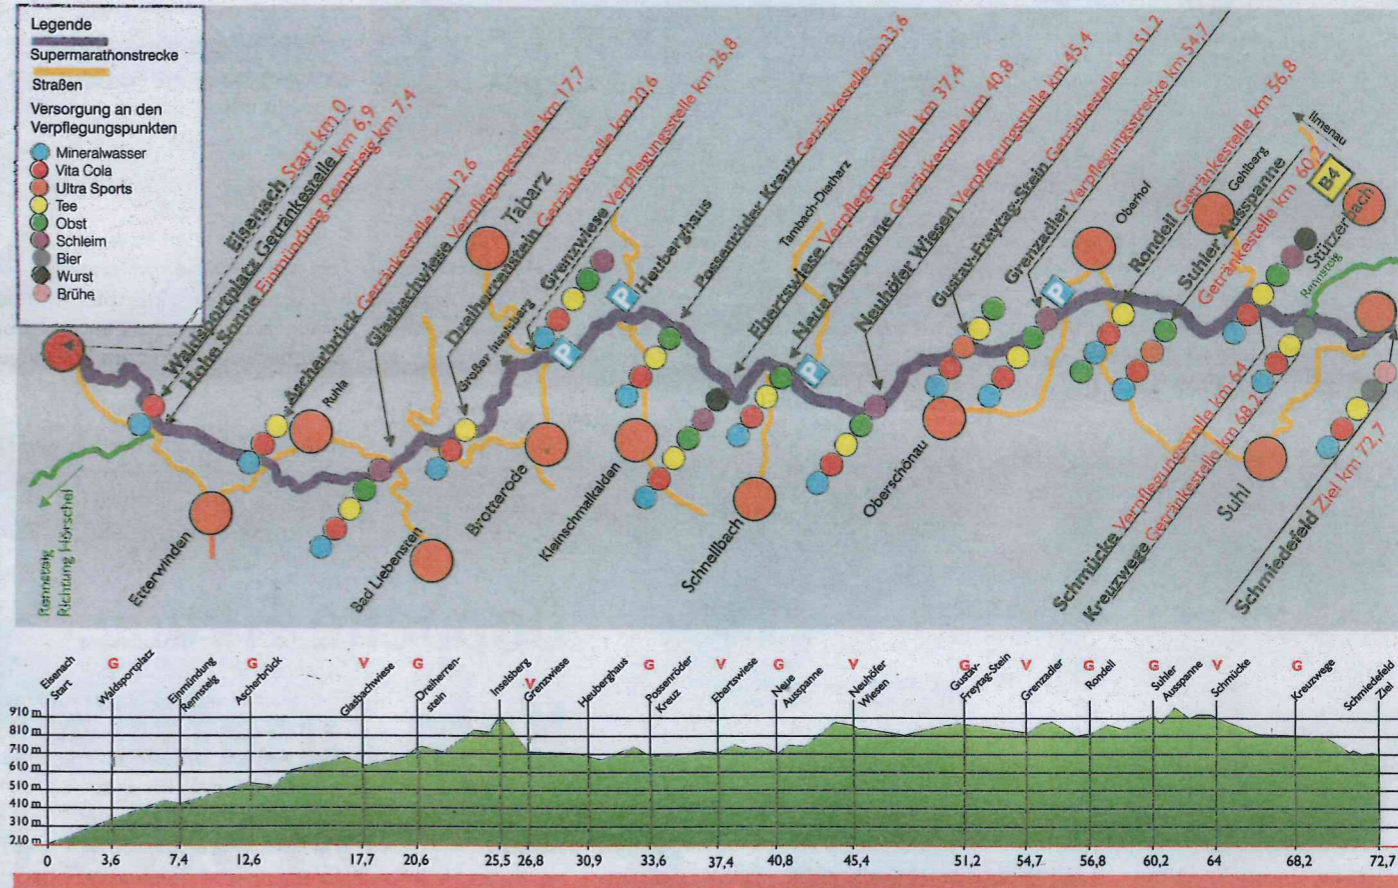 Legende
Supermarathonstrecke
Straßen
Versorgung an den
Verpflegungspunkten
Mineralwasser
Vita Cola
Ultra Sports
Tee
Obst
Schleim
Bier
Wurst
Brühe
Eisenach Start km 0
Waldsportplatz Getränkestelle km 6,9
Hohe Sonne Einmündung Rennsteig km 7,4
Ascherbrück Getränkestelle km 12,6
Glasbachwiese Verpflegungsstelle km 17,7
Dreiherrenstein Getränkestelle km 20,6
Großer Inselsberg
Grenzwiese Verpflegungsstelle km 26,8
Heuberghaus
Possenröder Kreuz Getränkestelle km 33,6
Ebertswiese Verpflegungsstelle km 37,4
Neue Ausspanne Getränkestelle km 40,8
Neuhöfer Wiesen Verpflegungsstelle km 45,4
Gustav-Freytag-Stein Getränkestelle km 51,2
Grenzadler Verpflegungsstrecke km 54,7
Rondell Getränkestelle km 56,8
Suhler Ausspanne
Getränkestelle km 60,
Schmücke Verpflegungsstelle km 64
Kreuzwege Getränkestelle km 68,2
Schmiedefeld Ziel km 72,7
Ruhla
Tabarz
Tambach-Dietharz
Oberhof
Gehlberg
Ilmenau
B4
Stützerbach
Rennsteig
P
P
P
P
Rennsteig
Richtung Hörschel
Etterwinden
Bad Liebenstein
Brotterode
Kleinschmalkalden
Schnellbach
Oberschönau
Suhl
Eisenach
Start
G
Waldsportplatz
Einmündung
Rennsteig
G
Ascherbrück
V
Glasbachwiese
G
Dreiherren-
stein
Inselsberg
V
Grenzwiese
Heuberghaus
G
Possenröder
Kreuz
V
Ebertswiese
G
Neue
Ausspanne
V
Neuhöfer
Wiesen
G
Gustav-
Freytag-Stein
V
Grenzadler
G
Rondell
G
Suhler
Ausspanne
V
Schmücke
G
Kreuzwege
Schmiedefeld
Ziel
910 m
810 m
710 m
610 m
510 m
410 m
310 m
210 m
0 3,6 7,4 12,6 17,7 20,6 25,5 26,8 30,9 33,6 37,4 40,8 45,4 51,2 54,7 56,8 60,2 64 68,2 72,7